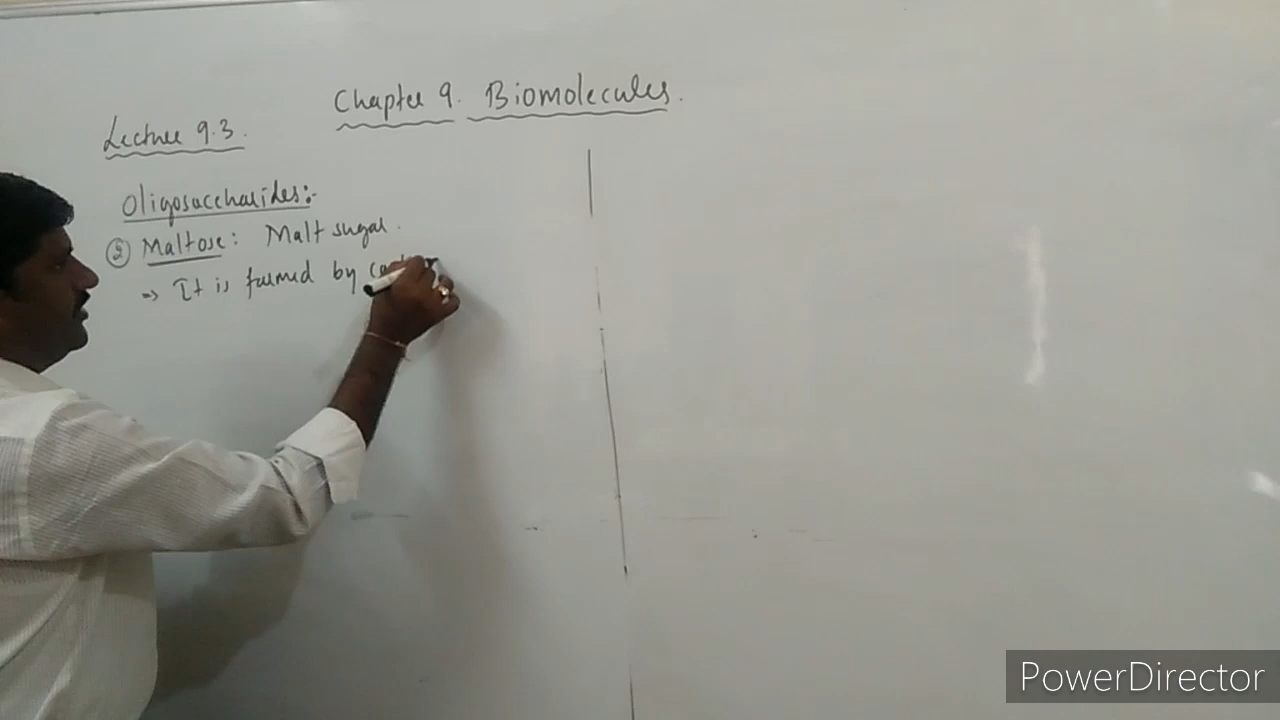 Chapter 9. Biomolecules.
Lecture 9.3.
Oligosaccharides:-
② Maltose: Malt sugar.
⇒ It is formed by
PowerDirector